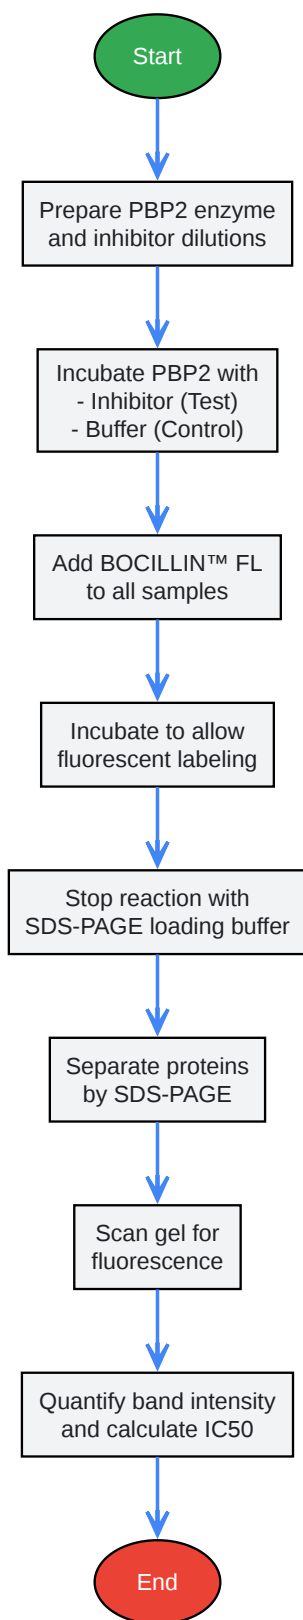 Start
Prepare PBP2 enzyme
and inhibitor dilutions
Incubate PBP2 with
- Inhibitor (Test)
- Buffer (Control)
Add BOCILLIN™ FL
to all samples
Incubate to allow
fluorescent labeling
Stop reaction with
SDS-PAGE loading buffer
Separate proteins
by SDS-PAGE
Scan gel for
fluorescence
Quantify band intensity
and calculate IC50
End